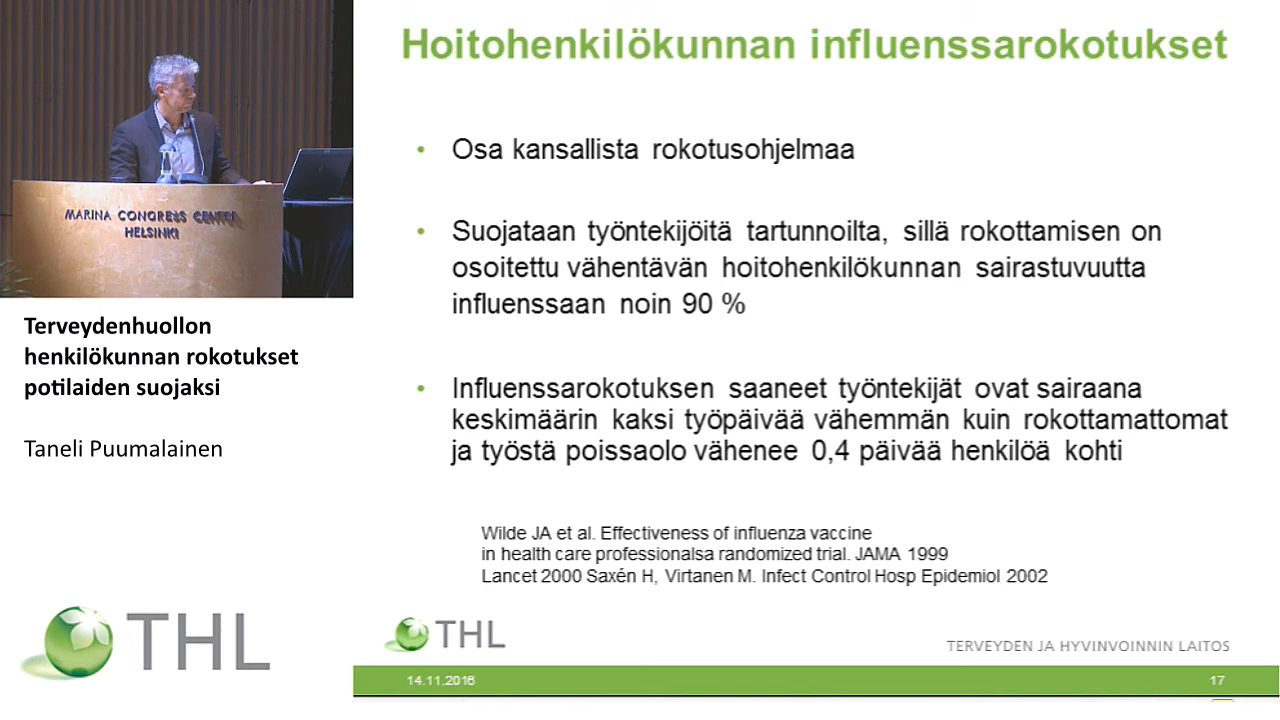 MARINA CONGRESS CENTER
HELSINKI
Terveydenhuollon
henkilökunnan rokotukset
potilaiden suojaksi
Taneli Puumalainen
THL
Hoitohenkilökunnan influenssarokotukset
• Osa kansallista rokotusohjelmaa
• Suojataan työntekijöitä tartunnoilta, sillä rokottamisen on
osoitettu vähentävän hoitohenkilökunnan sairastuvuutta
influenssaan noin 90 %
• Influenssarokotuksen saaneet työntekijät ovat sairaana
keskimäärin kaksi työpäivää vähemmän kuin rokottamattomat
ja työstä poissaolo vähenee 0,4 päivää henkilöä kohti
Wilde JA et al. Effectiveness of influenza vaccine
in health care professionalsa randomized trial. JAMA 1999
Lancet 2000 Saxén H, Virtanen M. Infect Control Hosp Epidemiol 2002
THL
TERVEYDEN JA HYVINVOINNIN LAITOS
14.11.2016
17